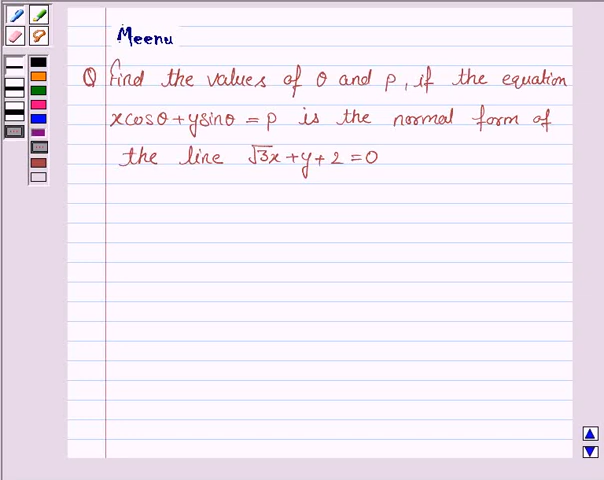 Meenu
Q Find the values of θ and p, if the equation
xcosθ+ysinθ = p is the normal form of
the line √3x+y+2=0